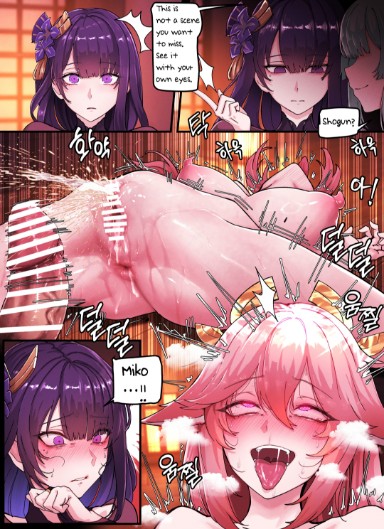 This is
not a scene
you want
to miss.
See it
with your
own eyes.
Shogun?
탁
하윽
하윽
화악
아!
덜덜
덜덜
움찔
Miko
...!!
움찔